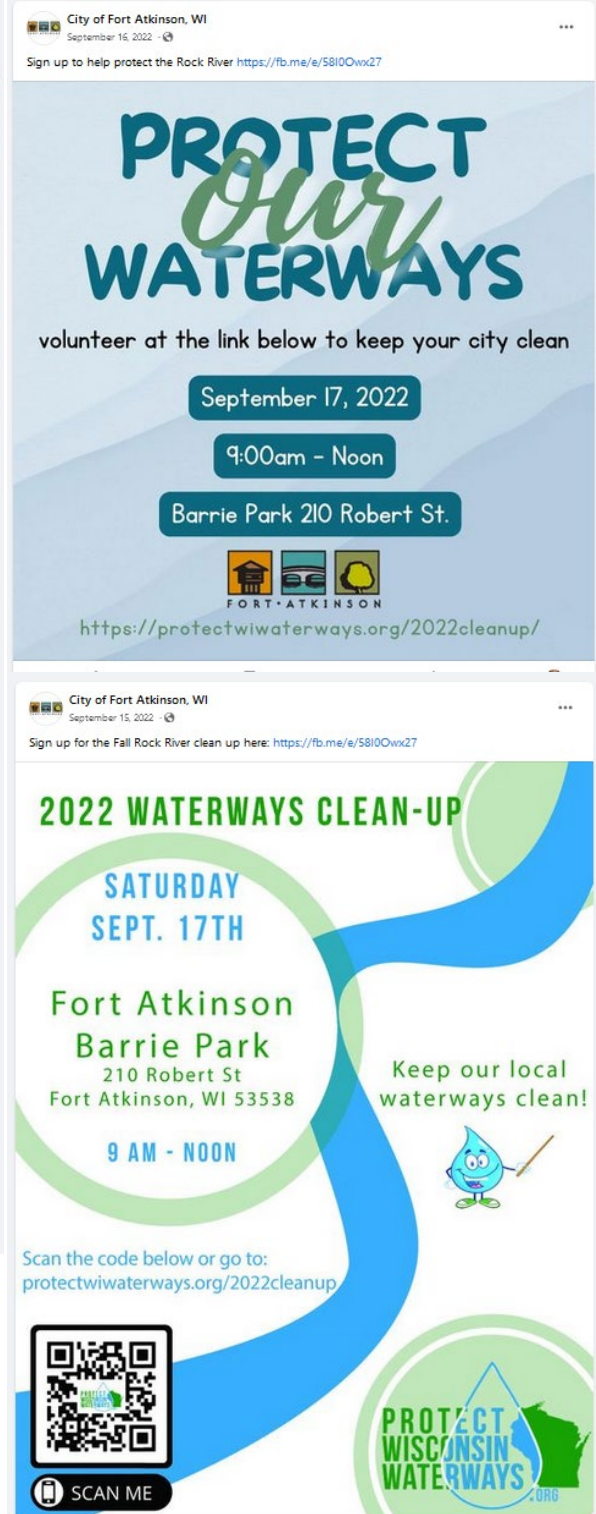 City of Fort Atkinson, WI
September 16, 2022 ·
Sign up to help protect the Rock River https://fb.me/e/58I0Owx27
PROTECT
Our
WATERWAYS
volunteer at the link below to keep your city clean
September 17, 2022
9:00am - Noon
Barrie Park 210 Robert St.
FORT·ATKINSON
https://protectwiwaterways.org/2022cleanup/
City of Fort Atkinson, WI
September 15, 2022 ·
Sign up for the Fall Rock River clean up here: https://fb.me/e/58I0Owx27
2022 WATERWAYS CLEAN-UP
SATURDAY
SEPT. 17TH
Fort Atkinson
Barrie Park
210 Robert St
Fort Atkinson, WI 53538
9 AM - NOON
Keep our local
waterways clean!
Scan the code below or go to:
protectwiwaterways.org/2022cleanup
PROTECT
WISCONSIN
WATERWAYS
SCAN ME
PROTECT
WISCONSIN
WATERWAYS
.ORG